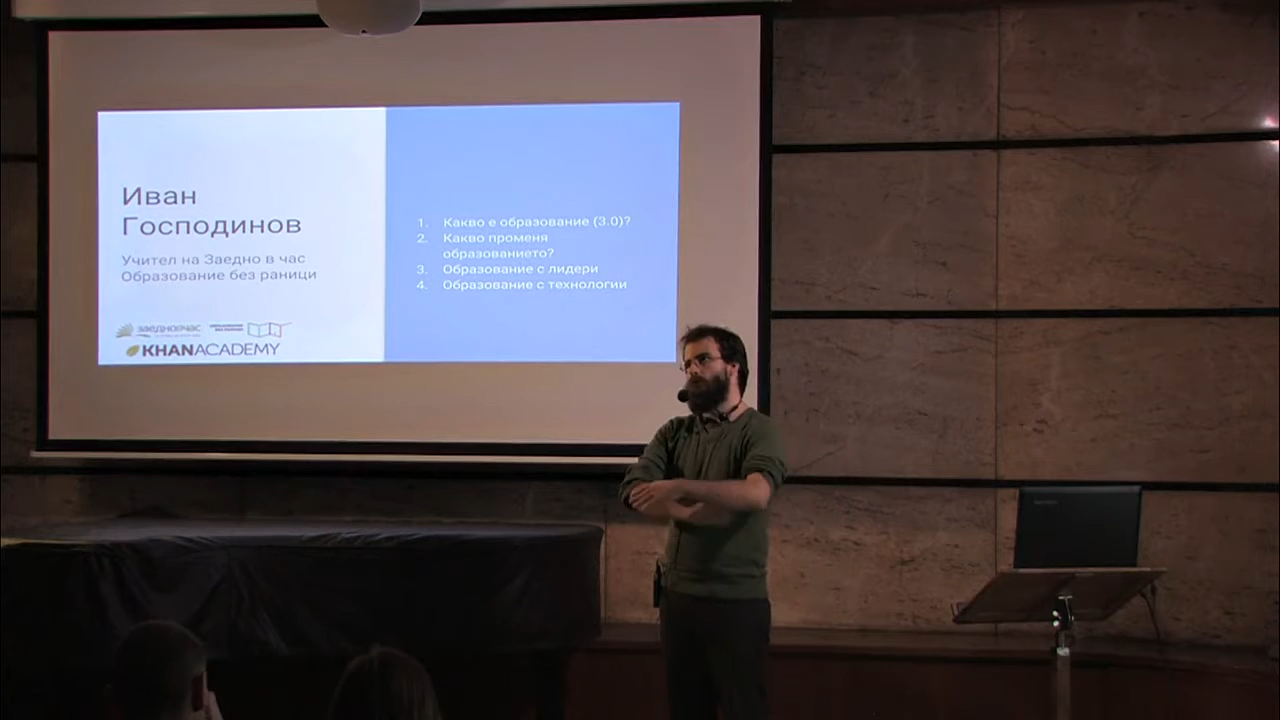 Иван
Господинов
Учител на Заедно в час
Образование без раници
заедновчас
KHANACADEMY
1. Какво е образование (3.0)?
2. Какво променя
образованието?
3. Образование с лидери
4. Образование с технологии